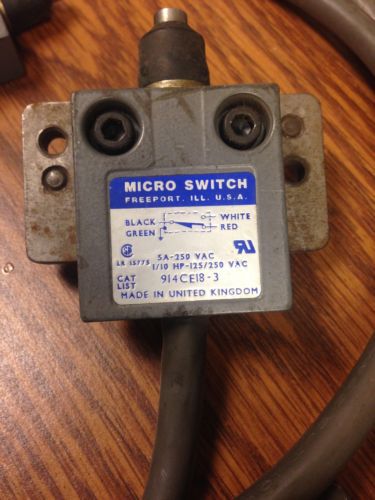 MICRO SWITCH
FREEPORT, ILL. U.S.A.
BLACK WHITE
GREEN RED
LR 15775 5A-250 VAC
1/10 HP-125/250 VAC
CAT LIST 914CE18-3
MADE IN UNITED KINGDOM